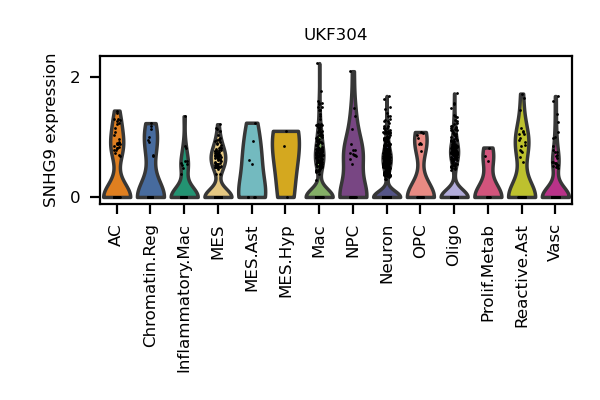 UKF304
SNHG9 expression
2
0
AC
Chromatin.Reg
Inflammatory.Mac
MES
MES.Ast
MES.Hyp
Mac
NPC
Neuron
OPC
Oligo
Prolif.Metab
Reactive.Ast
Vasc